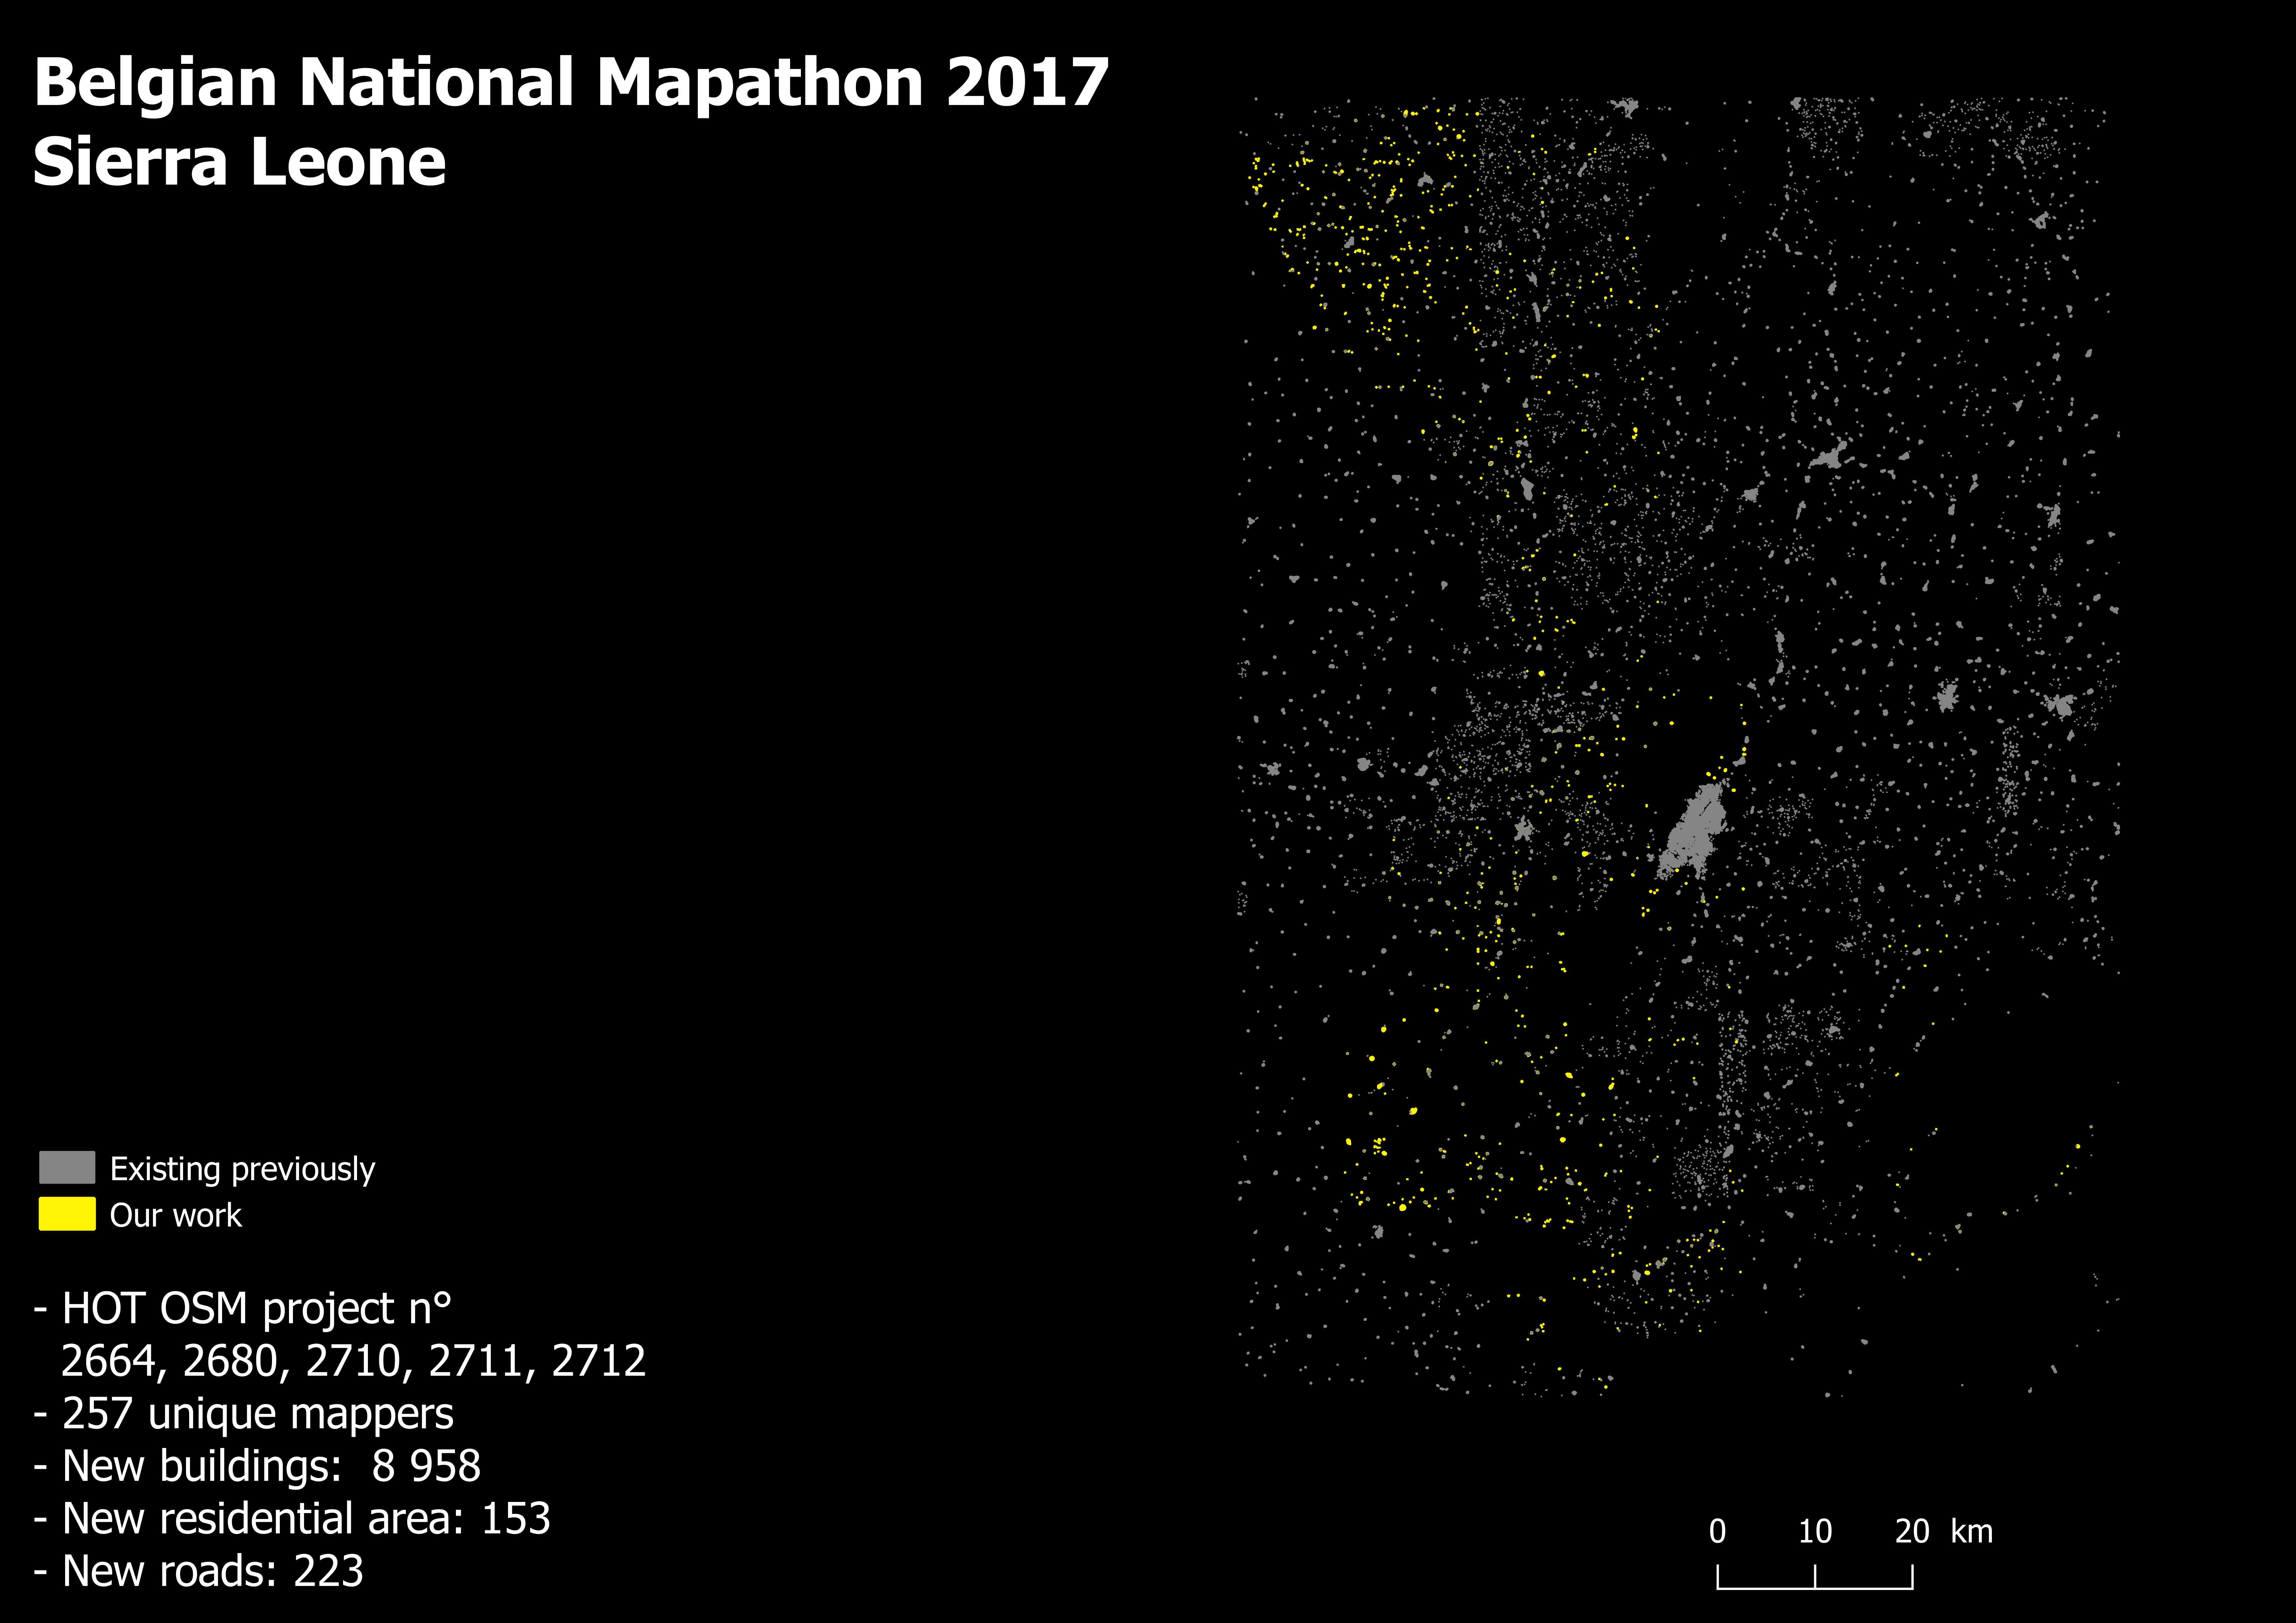 Belgian National Mapathon 2017
Sierra Leone
Existing previously
Our work
- HOT OSM project n°
2664, 2680, 2710, 2711, 2712
- 257 unique mappers
- New buildings:  8 958
- New residential area: 153
- New roads: 223
0 10 20 km